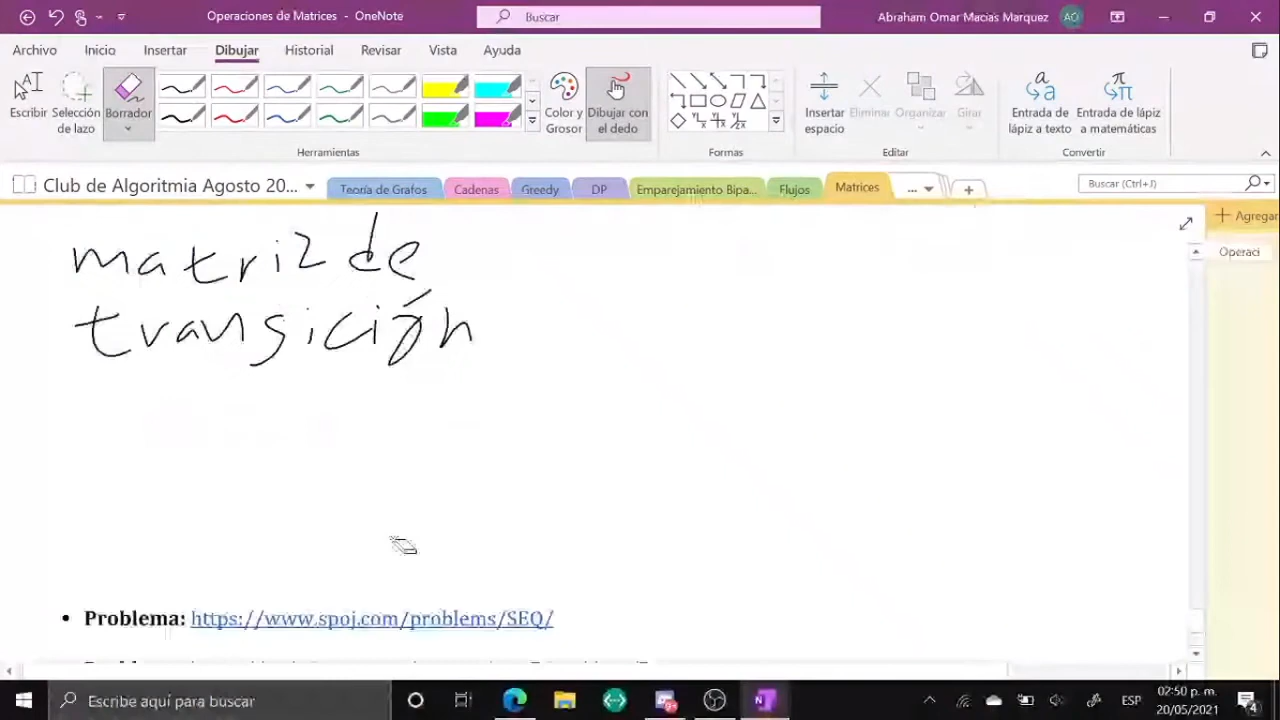 Operaciones de Matrices - OneNote
Buscar
Abraham Omar Macias Marquez
AO
Archivo
Inicio
Insertar
Dibujar
Historial
Revisar
Vista
Ayuda
Escribir
Selección de lazo
Borrador
Color y Grosor
Dibujar con el dedo
Insertar espacio
Eliminar
Organizar
Girar
Entrada de lápiz a texto
Entrada de lápiz a matemáticas
Herramientas
Formas
Editar
Convertir
Club de Algoritmia Agosto 20...
Teoría de Grafos
Cadenas
Greedy
DP
Emparejamiento Bipa...
Flujos
Matrices
...
Buscar (Ctrl+J)
Agregar
Operaci
matriz de
transición
• Problema: https://www.spoj.com/problems/SEQ/
Escribe aquí para buscar
ESP
02:50 p. m.
20/05/2021
4